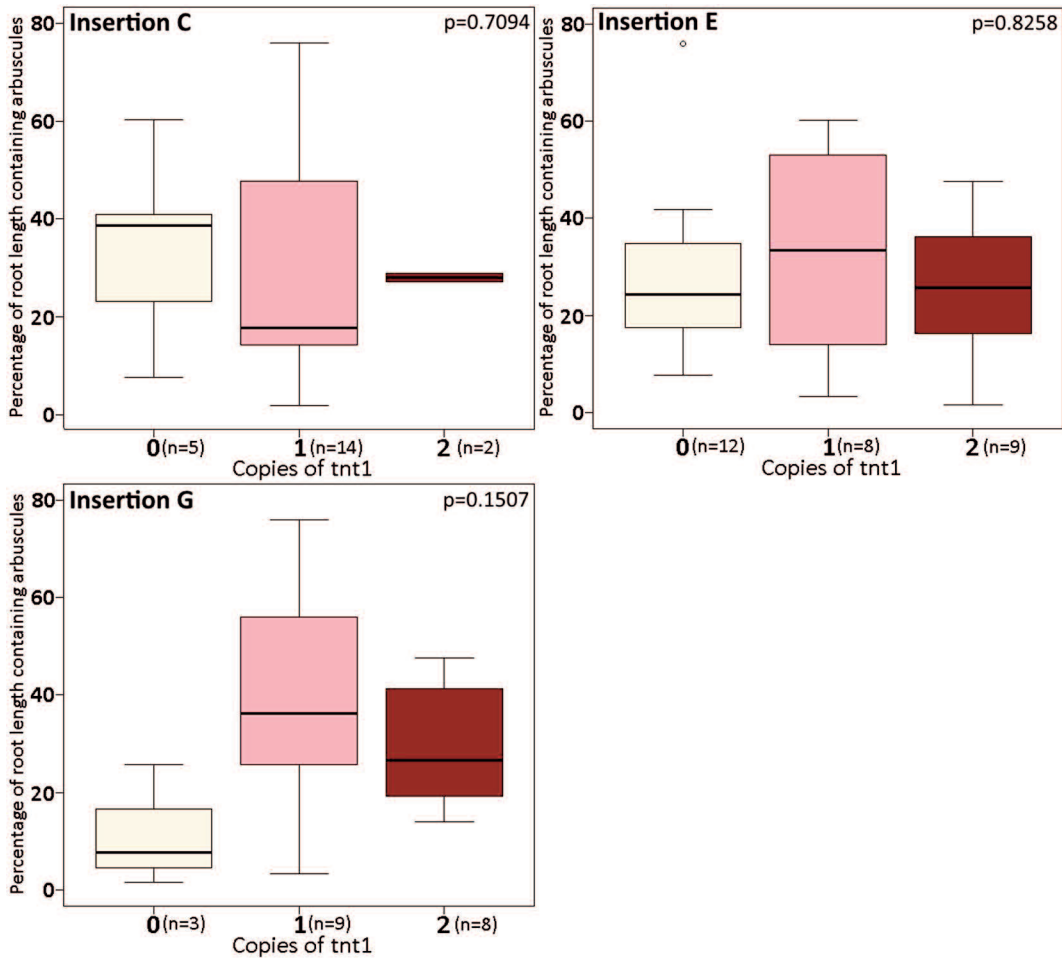 Insertion C
p=0.7094
Percentage of root length containing arbuscules
80
60
40
20
0
0 (n=5) 1 (n=14) 2 (n=2)
Copies of tnt1
Insertion E
p=0.8258
Percentage of root length containing arbuscules
80
60
40
20
0
0 (n=12) 1 (n=8) 2 (n=9)
Copies of tnt1
Insertion G
p=0.1507
Percentage of root length containing arbuscules
80
60
40
20
0
0 (n=3) 1 (n=9) 2 (n=8)
Copies of tnt1